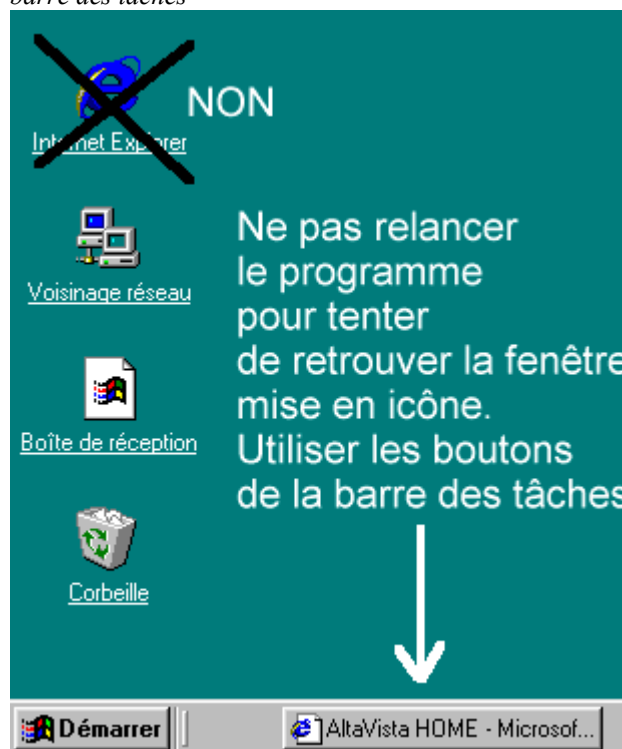 barre des tâches
NON
Internet Explorer
Ne pas relancer
le programme
Voisinage réseau
pour tenter
de retrouver la fenêtre
mise en icône.
Boîte de réception
Utiliser les boutons
de la barre des tâches
Corbeille
Démarrer
AltaVista HOME - Microsof...